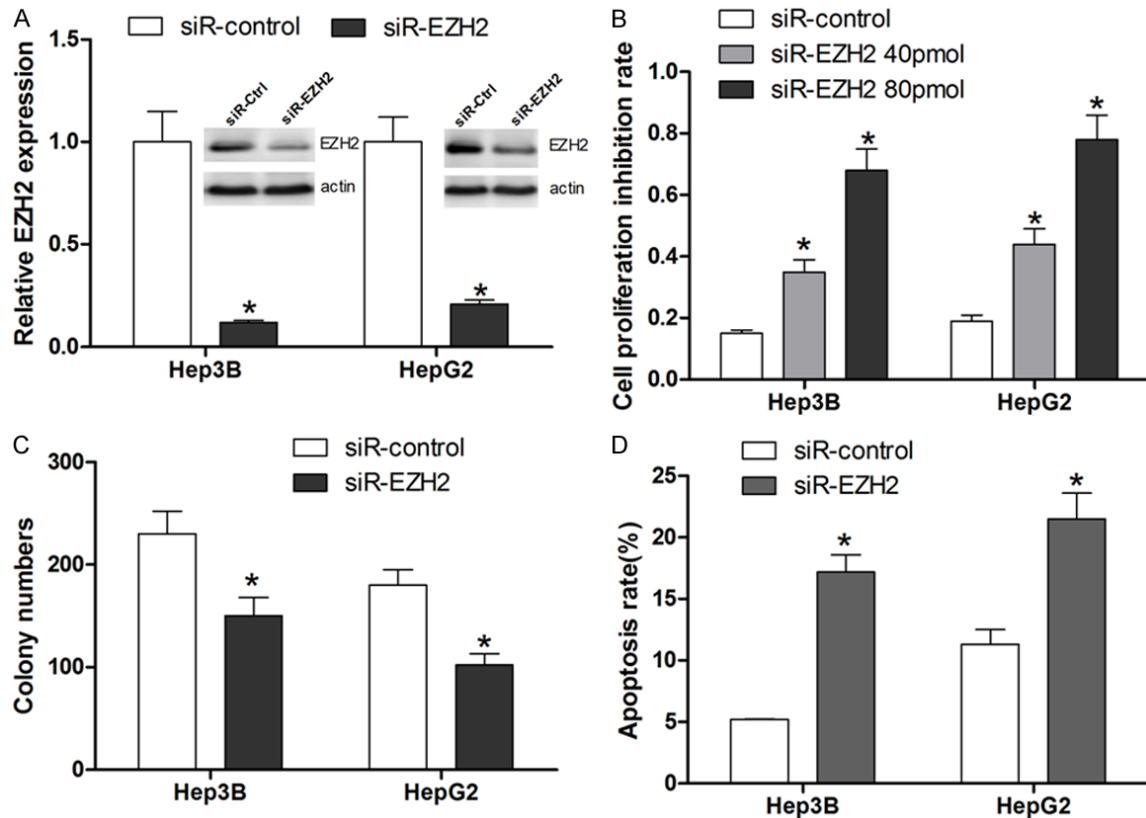 A
siR-control
siR-EZH2
Relative EZH2 expression
1.5
1.0
0.5
0.0
siR-Ctrl
siR-EZH2
EZH2
actin
siR-Ctrl
siR-EZH2
EZH2
actin
*
*
Hep3B
HepG2
B
siR-control
siR-EZH2 40pmol
siR-EZH2 80pmol
Cell proliferation inhibition rate
1.0
0.8
0.6
0.4
0.2
0.0
*
*
*
*
Hep3B
HepG2
C
siR-control
siR-EZH2
Colony numbers
300
200
100
0
*
*
Hep3B
HepG2
D
siR-control
siR-EZH2
Apoptosis rate(%)
25
20
15
10
5
0
*
*
Hep3B
HepG2